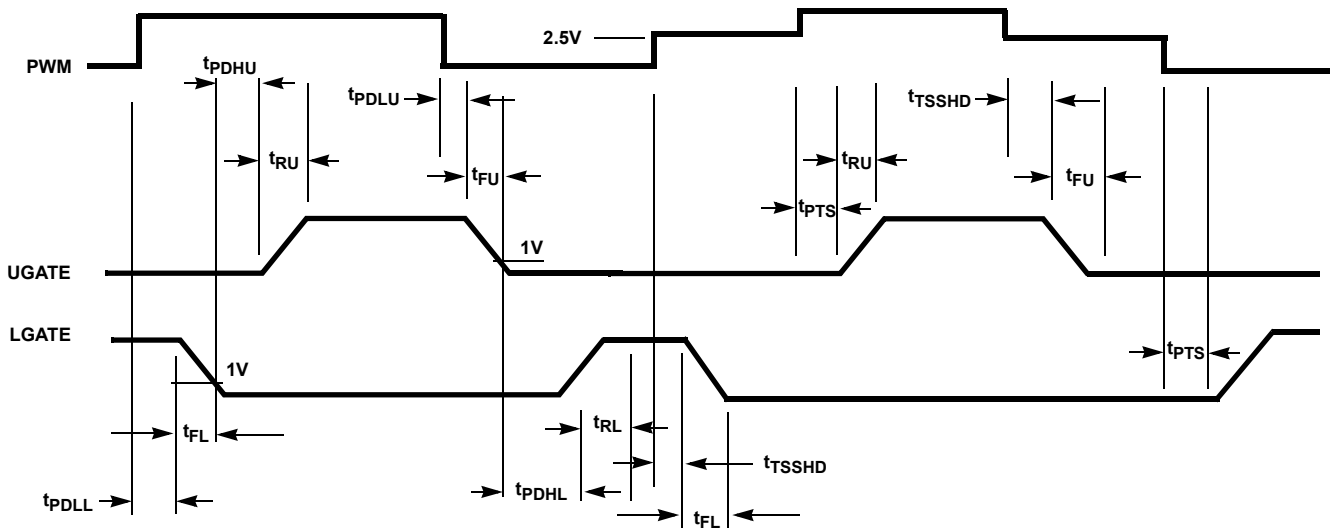 2.5V
PWM
tPDHU
tPDLU
tTSSHD
tRU
tRU
tFU
tFU
tPTS
1V
UGATE
LGATE
tPTS
1V
tFL
tRL
tTSSHD
tPDLL
tPDHL
tFL